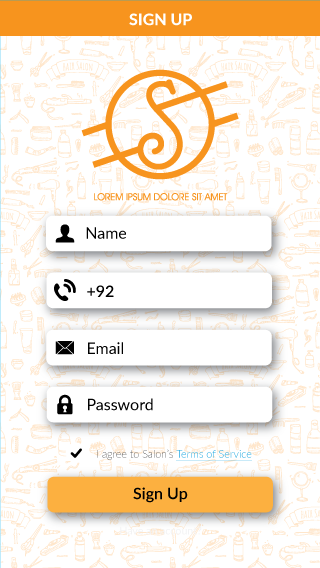 SIGN UP
LOREM IPSUM DOLORE SIT AMET
Name
+92
Email
Password
I agree to Salon's Terms of Service
Sign Up